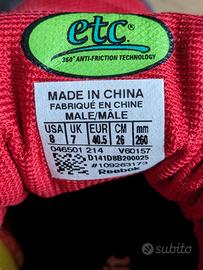 etc.
360° ANTI-FRICTION TECHNOLOGY
MADE IN CHINA
FABRIQUÉ EN CHINE
MALE/MÂLE
USA UK EUR CM mm
8 7 40.5 26 260
046501 214 V60157
D141D8B200025
#109263173
Reebok
subito